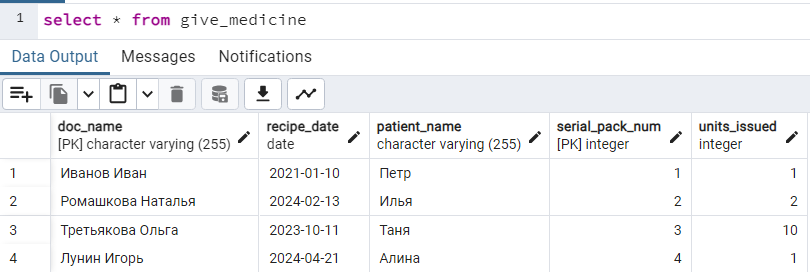 1 select * from give_medicine
Data Output Messages Notifications
doc_name recipe_date patient_name serial_pack_num units_issued
[PK] character varying (255) date character varying (255) [PK] integer integer
1 Иванов Иван 2021-01-10 Петр 1 1
2 Ромашкова Наталья 2024-02-13 Илья 2 2
3 Третьякова Ольга 2023-10-11 Таня 3 10
4 Лунин Игорь 2024-04-21 Алина 4 1